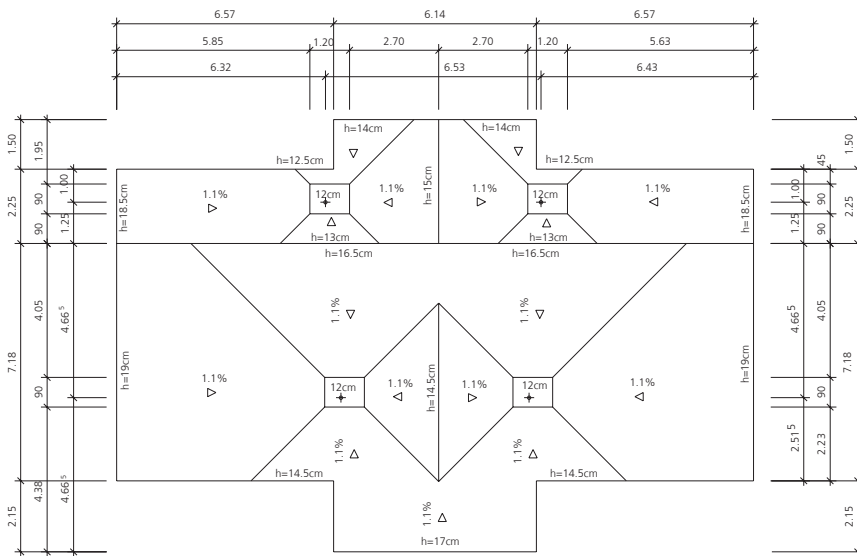 6.57 6.14 6.57
5.85 1.20 2.70 2.70 1.20 5.63
6.32 6.53 6.43
h=14cm h=14cm
1.50 1.95 1.50
h=12.5cm h=12.5cm
45
1.00 1.00
h=18.5cm 1.1% 12cm 1.1% h=15cm 1.1% 12cm 1.1% h=18.5cm
2.25 90 90 2.25
90 1.25 1.25 90
h=13cm h=13cm
h=16.5cm h=16.5cm
1.1% 1.1%
4.05 4.66⁵ 4.66⁵ 4.05
7.18 7.18
h=19cm 1.1% 12cm 1.1% h=14.5cm 1.1% 12cm 1.1% h=19cm
90 90
1.1% 1.1%
2.51⁵ 2.23
h=14.5cm h=14.5cm
4.38 4.66⁵
2.15 1.1% 2.15
h=17cm